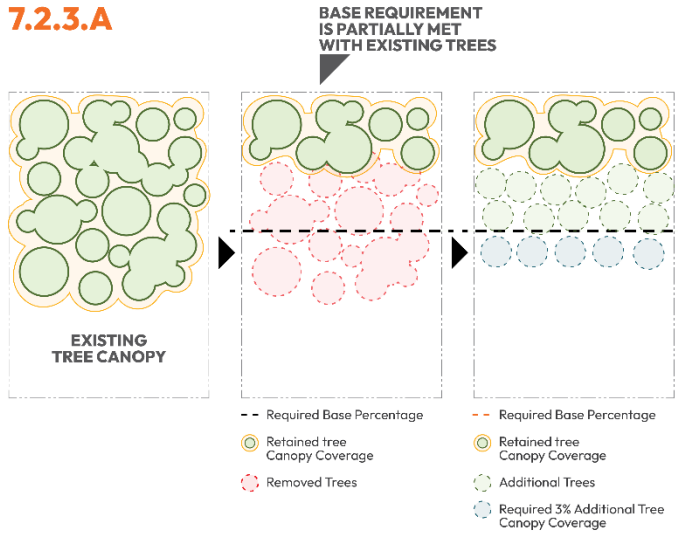 7.2.3.A
BASE REQUIREMENT
IS PARTIALLY MET
WITH EXISTING TREES
EXISTING
TREE CANOPY
Required Base Percentage
Retained tree
Canopy Coverage
Removed Trees
Required Base Percentage
Retained tree
Canopy Coverage
Additional Trees
Required 3% Additional Tree
Canopy Coverage